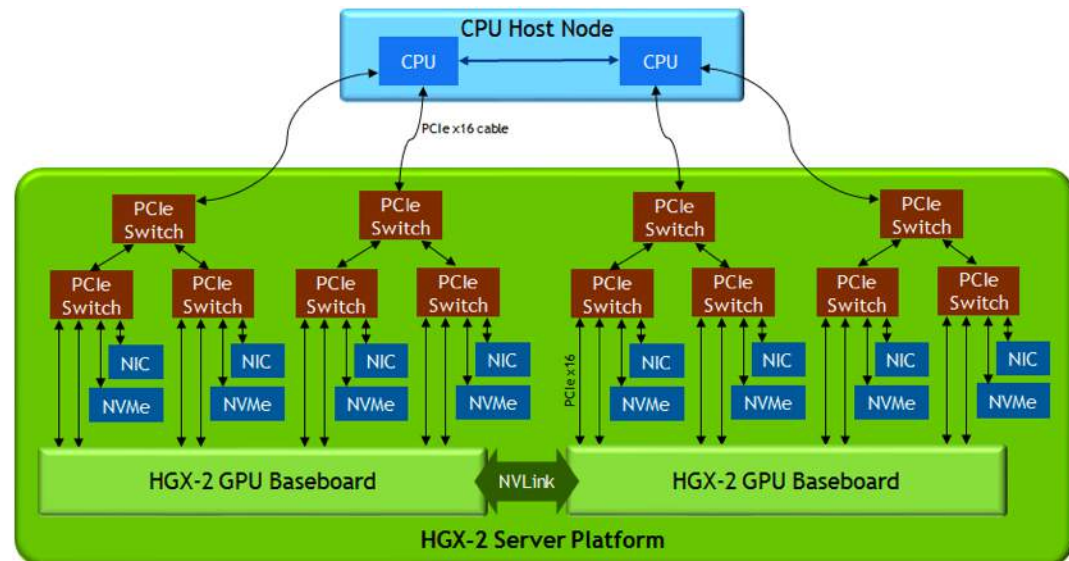 CPU Host Node
CPU
CPU
PCIe x16 cable
PCIe
Switch
PCIe
Switch
PCIe
Switch
PCIe
Switch
PCIe
Switch
PCIe
Switch
PCIe
Switch
PCIe
Switch
PCIe
Switch
PCIe
Switch
PCIe
Switch
PCIe
Switch
NIC
NIC
NIC
NIC
NIC
NIC
NIC
NIC
PCIe x16
NVMe
NVMe
NVMe
NVMe
NVMe
NVMe
NVMe
NVMe
HGX-2 GPU Baseboard
NVLink
HGX-2 GPU Baseboard
HGX-2 Server Platform